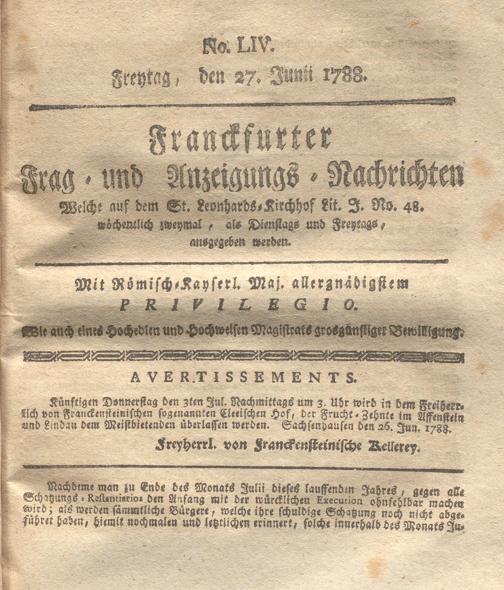 No. LIV.
Freytag, den 27. Junii 1788.
Franckfurter
Frag- und Anzeigungs-Nachrichten
Welche auf dem St. Leonhards-Kirchhof Lit. J. No. 48.
wöchentlich zweymal, als Dienstags und Freytags,
ausgegeben werden.
Mit Römisch-Kayserl. Maj. allergnädigstem
PRIVILEGIO.
Wie auch eines Hochedlen und Hochweisen Magistrats grosgünstiger Bewilligung.
AVERTISSEMENTS.
Künftigen Donnerstag den 3ten Jul. Nachmittags um 3. Uhr wird in dem Freiherr-
lich von Franckensteinischen sogenannten Cleeischen Hof, der Frucht-Zehnte im Affenstein
und Lindau dem Meistbietenden überlassen werden. Sachsenhausen den 26. Jun. 1788.
Freyherrl. von Franckensteinische Kellerey.
Nachdeme man zu Ende des Monats Julii dieses lauffenden Jahres, gegen alle
Schatzungs-Restantierios den Anfang mit der würcklichen Execution ohnfehlbar machen
wird; als werden sämmtliche Bürgere, welche ihre schuldige Schatzung noch nicht abge-
führet haben, hiemit nochmalen und letztlichen erinnert, solche innerhalb des Monats Ju-